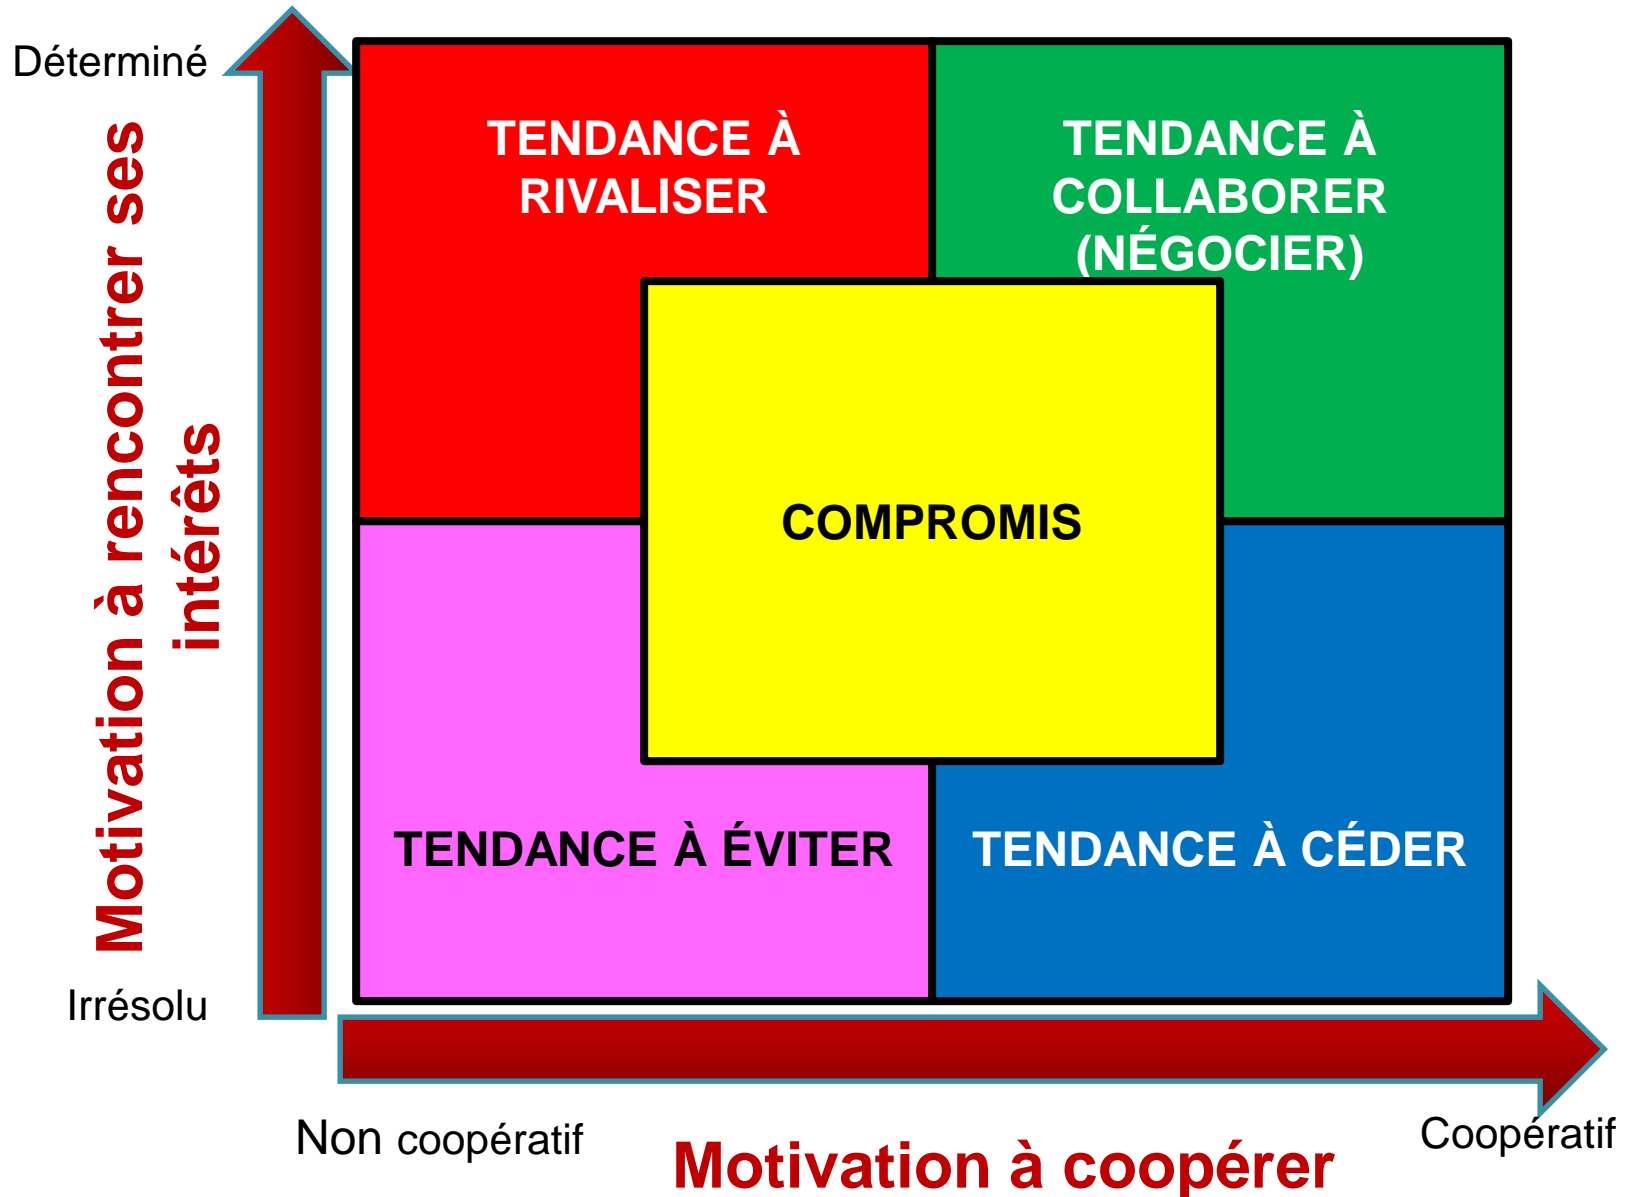 Déterminé
Motivation à rencontrer ses
intérêts
Irrésolu
TENDANCE À
RIVALISER
TENDANCE À
COLLABORER
(NÉGOCIER)
COMPROMIS
TENDANCE À ÉVITER
TENDANCE À CÉDER
Non coopératif
Motivation à coopérer
Coopératif